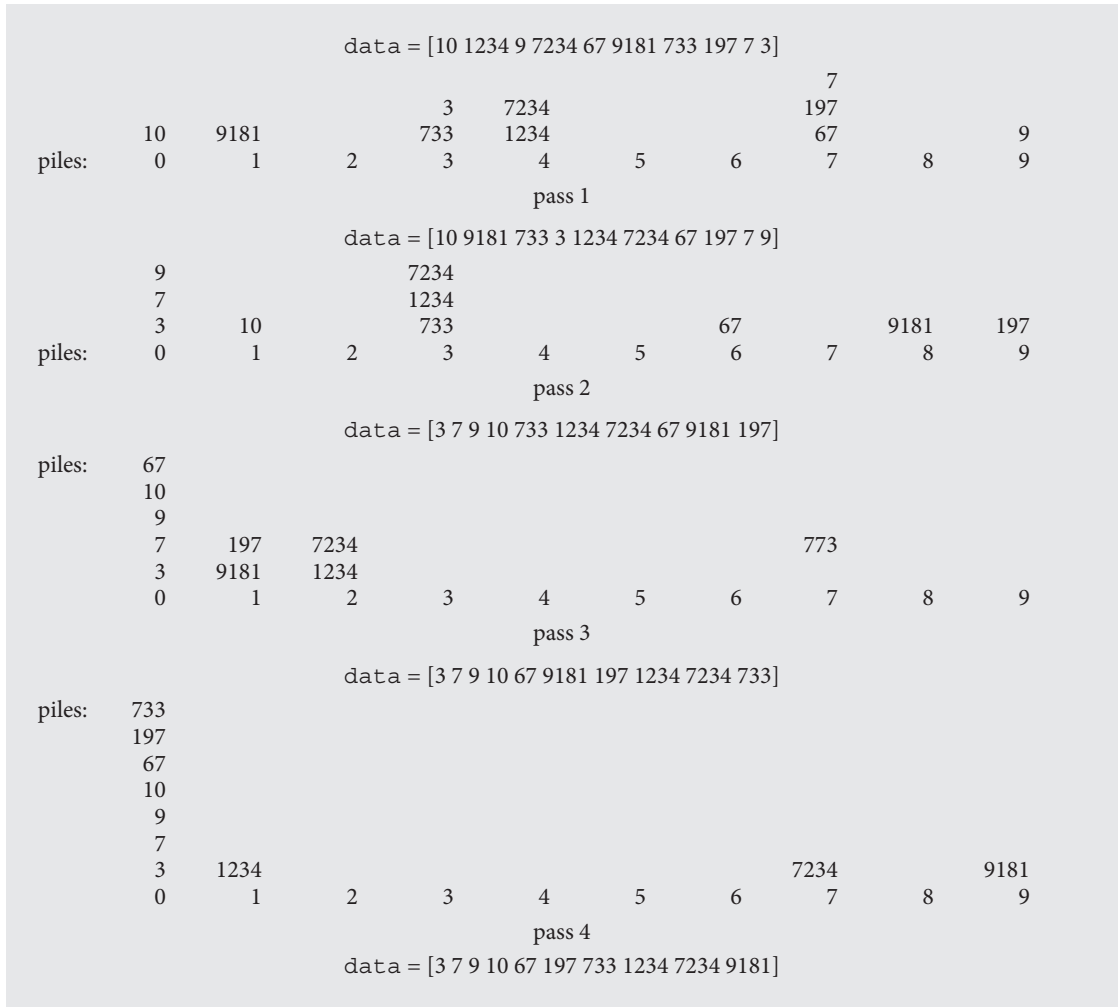 data = [10 1234 9 7234 67 9181 733 197 7 3]
7
3 7234 197
10 9181 733 1234 67 9
piles: 0 1 2 3 4 5 6 7 8 9
pass 1
data = [10 9181 733 3 1234 7234 67 197 7 9]
9 7234
7 1234
3 10 733 67 9181 197
piles: 0 1 2 3 4 5 6 7 8 9
pass 2
data = [3 7 9 10 733 1234 7234 67 9181 197]
piles: 67
10
9
7 197 7234 773
3 9181 1234
0 1 2 3 4 5 6 7 8 9
pass 3
data = [3 7 9 10 67 9181 197 1234 7234 733]
piles: 733
197
67
10
9
7
3 1234 7234 9181
0 1 2 3 4 5 6 7 8 9
pass 4
data = [3 7 9 10 67 197 733 1234 7234 9181]